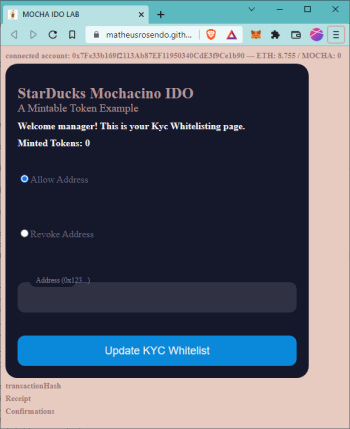 MOCHA IDO LAB
matheusrosendo.gith...
connected account: 0x7Fe33b169f2113Ab87EF11950340CdE3f9Ce1b90 --- ETH: 8.755 / MOCHA: 0
StarDucks Mochacino IDO
A Mintable Token Example
Welcome manager! This is your Kyc Whitelisting page.
Minted Tokens: 0
Allow Address
Revoke Address
Address (0x123...)
Update KYC Whitelist
transactionHash
Receipt
Confirmations